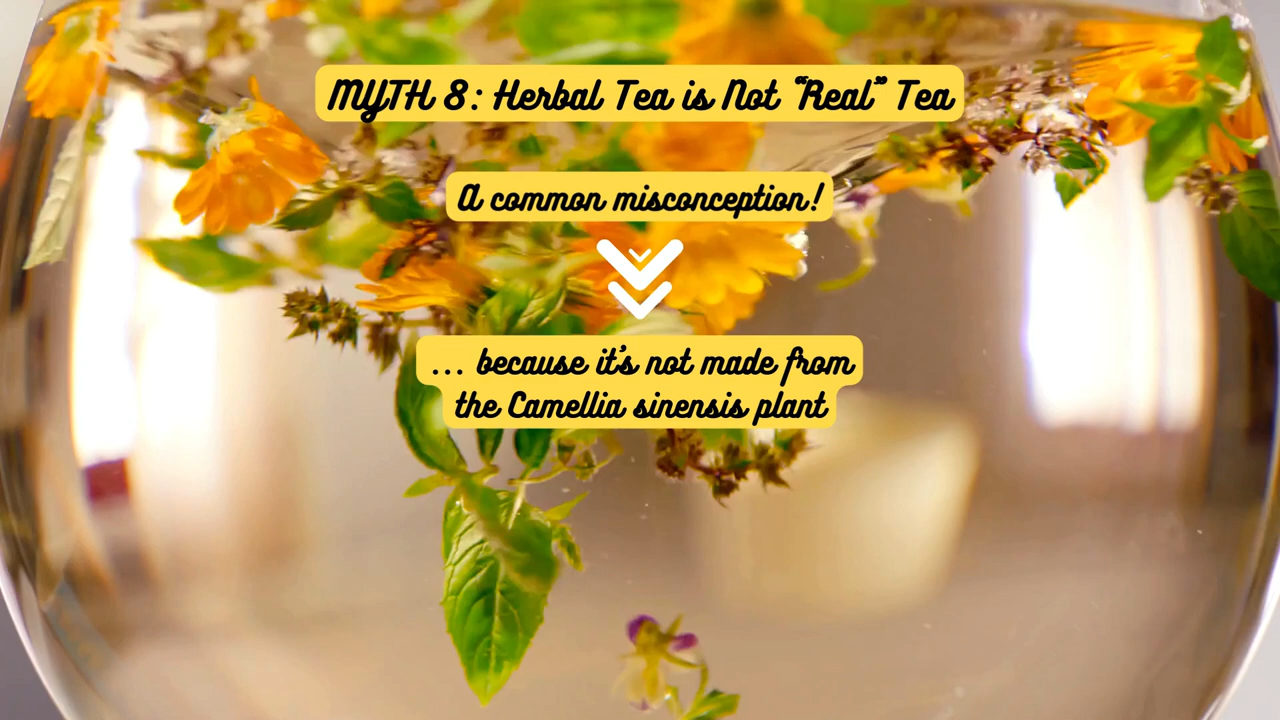 MYTH 8: Herbal Tea is Not “Real” Tea
A common misconception!
... because it’s not made from
the Camellia sinensis plant